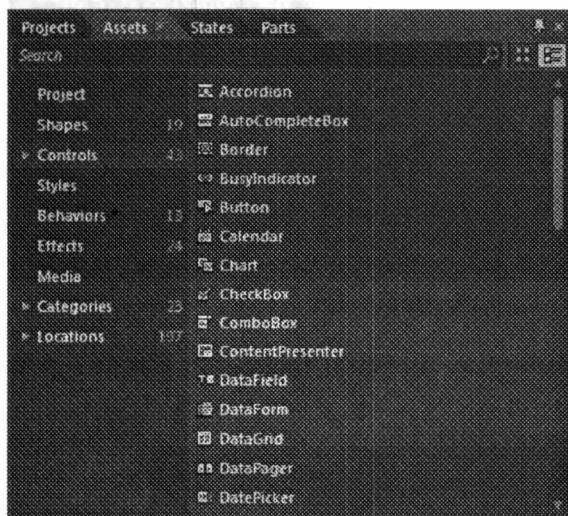 Projects Assets × States Parts
Search
Project
Shapes 19
Controls 43
Styles
Behaviors 13
Effects 24
Media
Categories 23
Locations 197
Accordion
AutoCompleteBox
Border
BusyIndicator
Button
Calendar
Chart
CheckBox
ComboBox
ContentPresenter
DataField
DataForm
DataGrid
DataPager
DatePicker